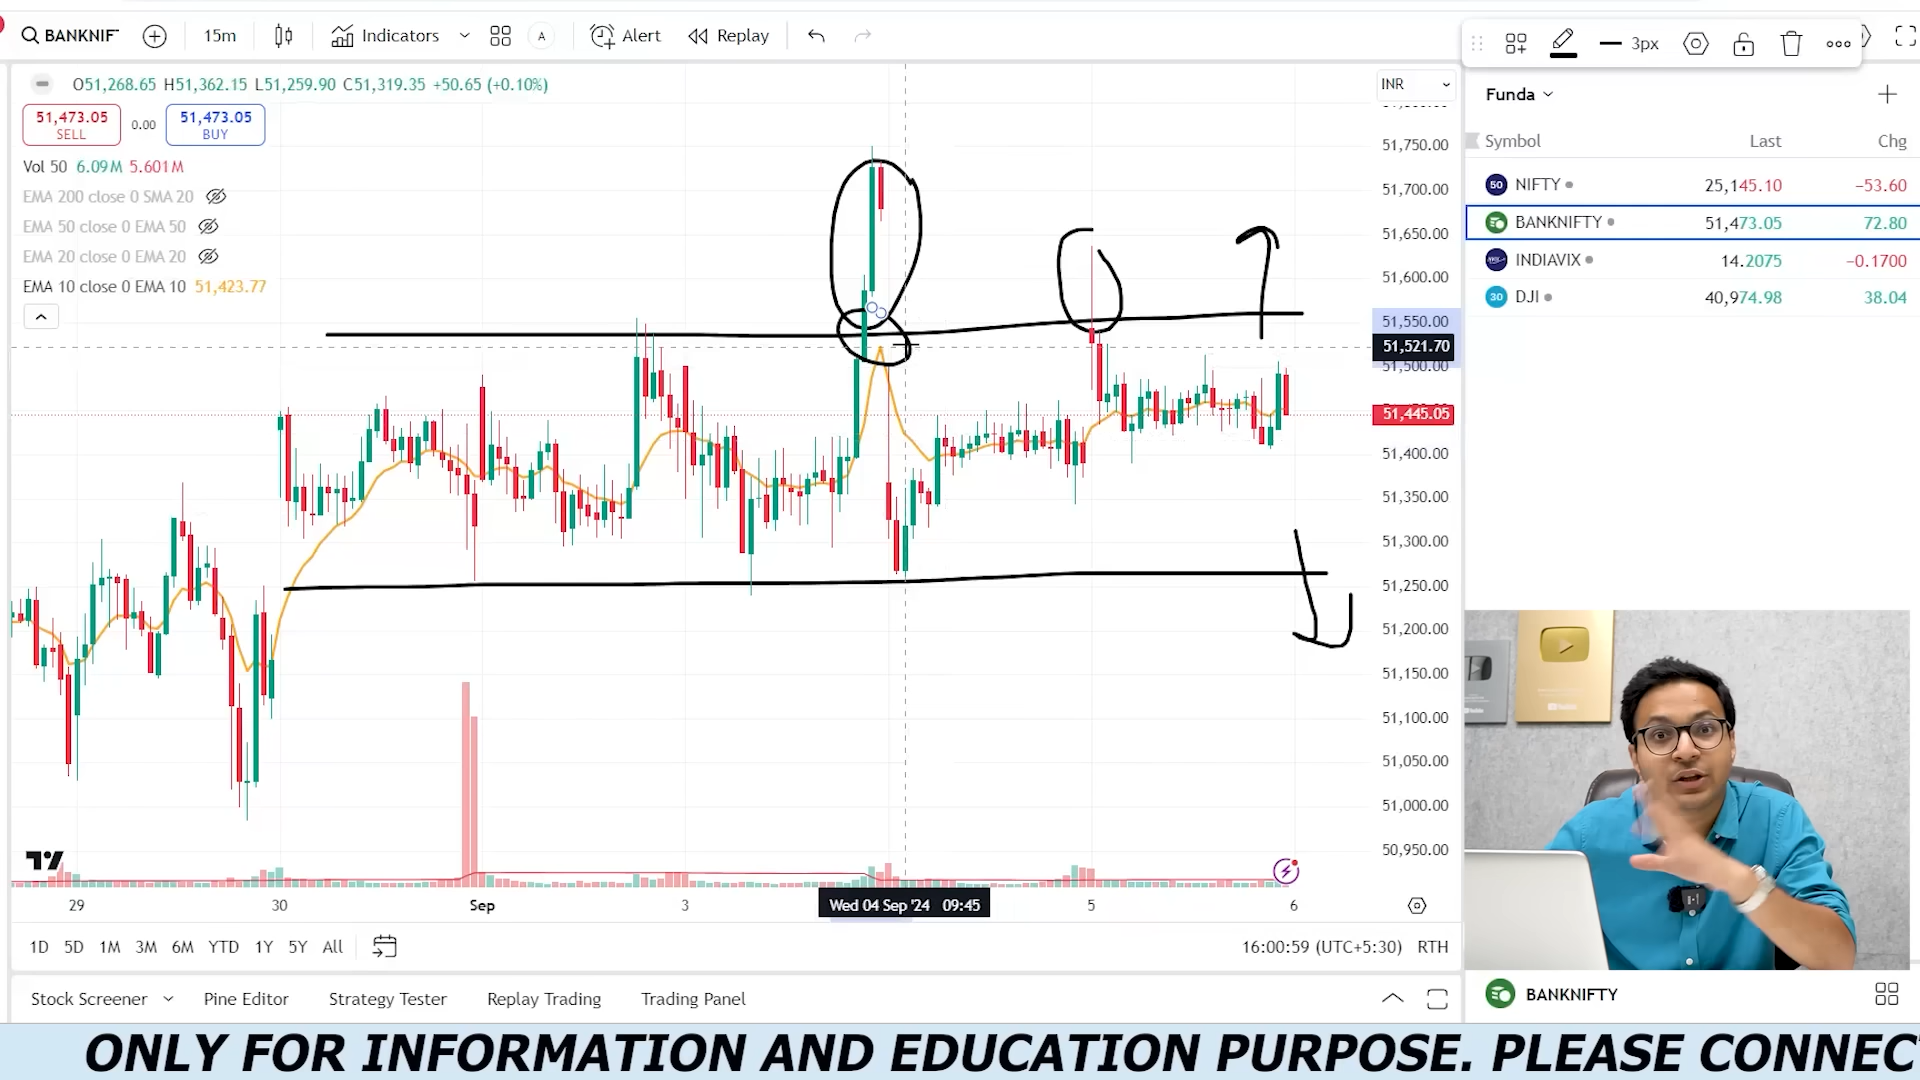 BANKNIF
15m
Indicators
A
Alert
Replay
3px
O51,268.65 H51,362.15 L51,259.90 C51,319.35 +50.65 (+0.10%)
INR
51,473.05
SELL
0.00
51,473.05
BUY
Vol 50 6.09M 5.601M
EMA 200 close 0 SMA 20
EMA 50 close 0 EMA 50
EMA 20 close 0 EMA 20
EMA 10 close 0 EMA 10 51,423.77
51,750.00
51,700.00
51,650.00
51,600.00
51,550.00
51,521.70
51,500.00
51,445.05
51,400.00
51,350.00
51,300.00
51,250.00
51,200.00
51,150.00
51,100.00
51,050.00
51,000.00
50,950.00
29
30
Sep
3
Wed 04 Sep '24 09:45
5
6
1D 5D 1M 3M 6M YTD 1Y 5Y All
16:00:59 (UTC+5:30) RTH
Stock Screener
Pine Editor
Strategy Tester
Replay Trading
Trading Panel
Funda
Symbol Last Chg
50 NIFTY 25,145.10 −53.60
BANKNIFTY 51,473.05 72.80
INDIAVIX 14.2075 −0.1700
30 DJI 40,974.98 38.04
BANKNIFTY
ONLY FOR INFORMATION AND EDUCATION PURPOSE. PLEASE CONNEC